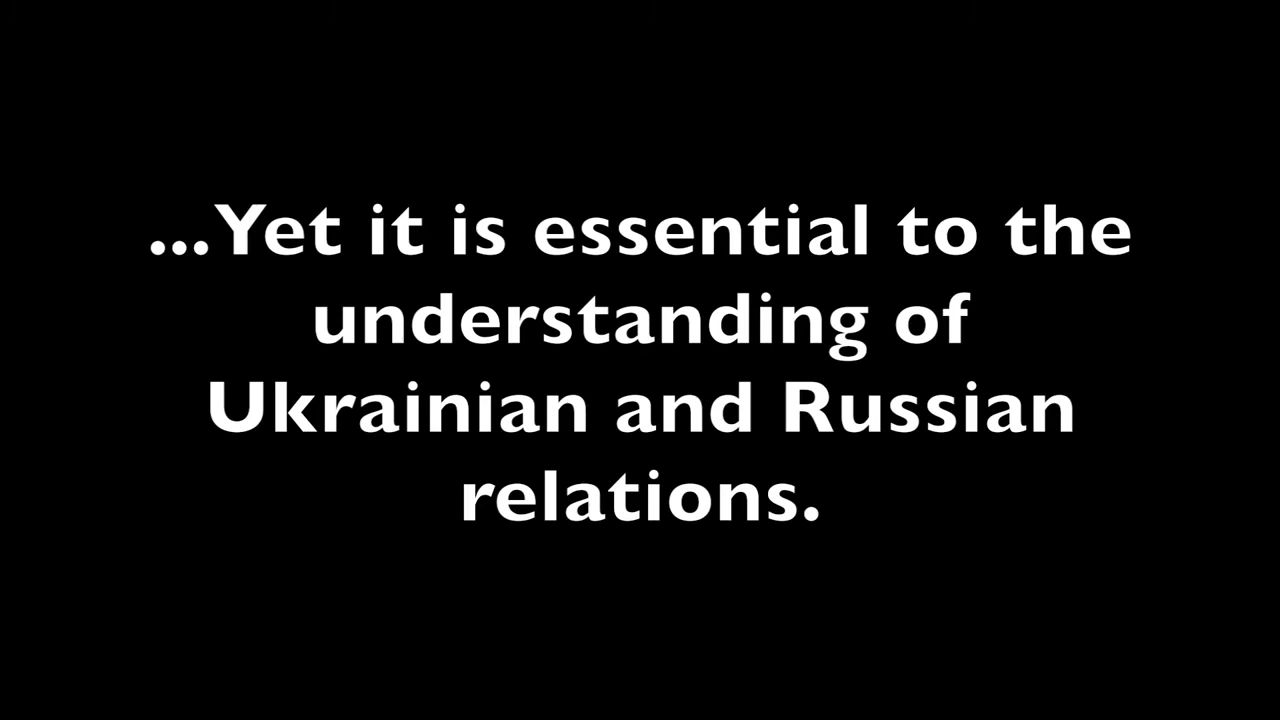 ...Yet it is essential to the
understanding of
Ukrainian and Russian
relations.